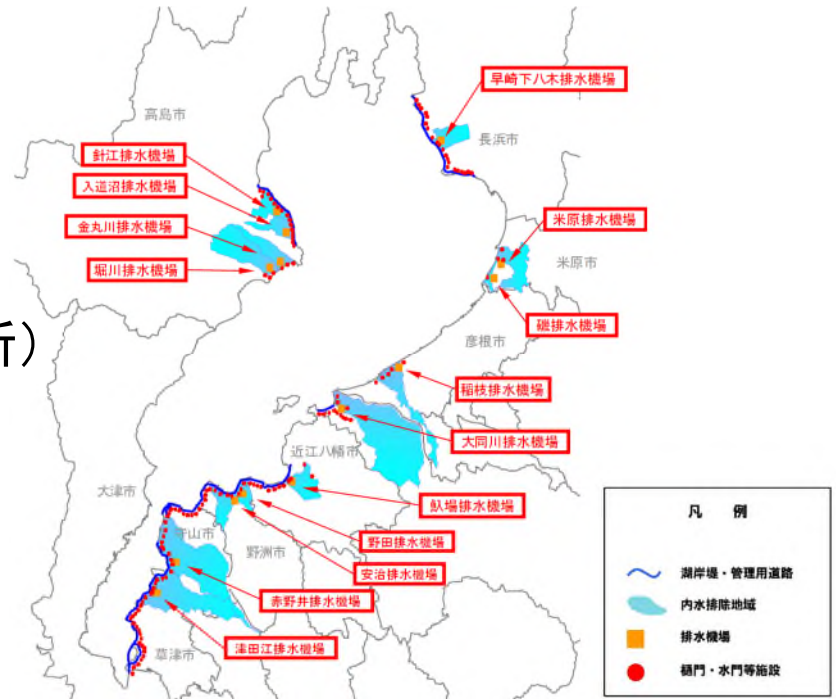 早崎下八木排水機場
高島市
長浜市
針江排水機場
入道沼排水機場
金丸川排水機場
堀川排水機場
米原排水機場
米原市
磯排水機場
所）
彦根市
稲枝排水機場
大同川排水機場
近江八幡市
大津市
排水機場
守山市
野洲市
野田排水機場
安治排水機場
赤野井排水機場
津田江排水機場
草津市
凡 例
湖岸堤・管理用道路
内水排除地域
排水機場
樋門・水門等施設